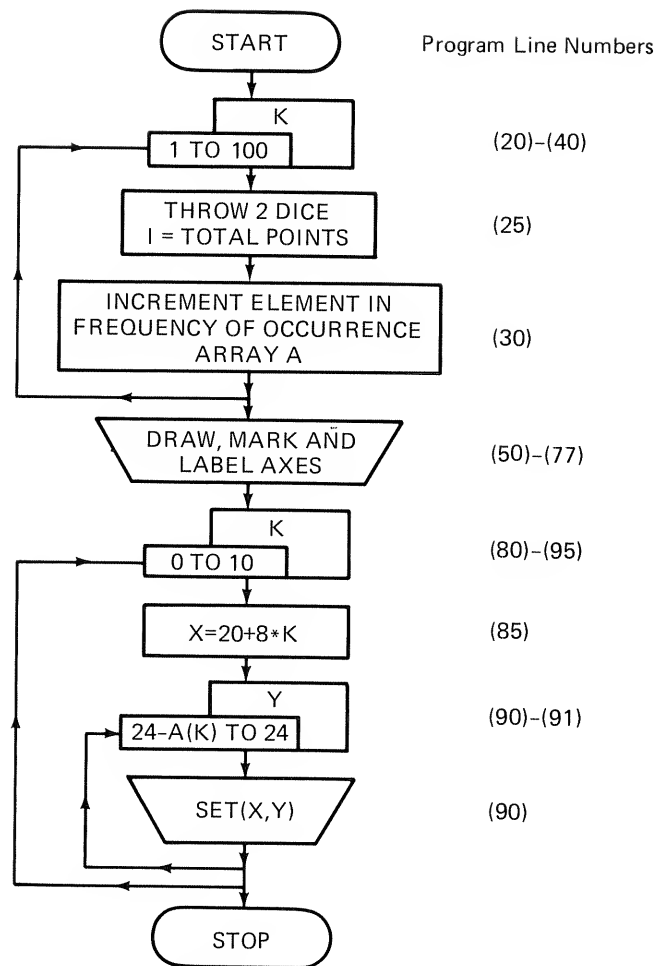 START
Program Line Numbers
K
1 TO 100
(20)–(40)
THROW 2 DICE
I = TOTAL POINTS
(25)
INCREMENT ELEMENT IN
FREQUENCY OF OCCURRENCE
ARRAY A
(30)
DRAW, MARK AND
LABEL AXES
(50)–(77)
K
0 TO 10
(80)–(95)
X=20+8*K
(85)
Y
24–A(K) TO 24
(90)–(91)
SET(X,Y)
(90)
STOP